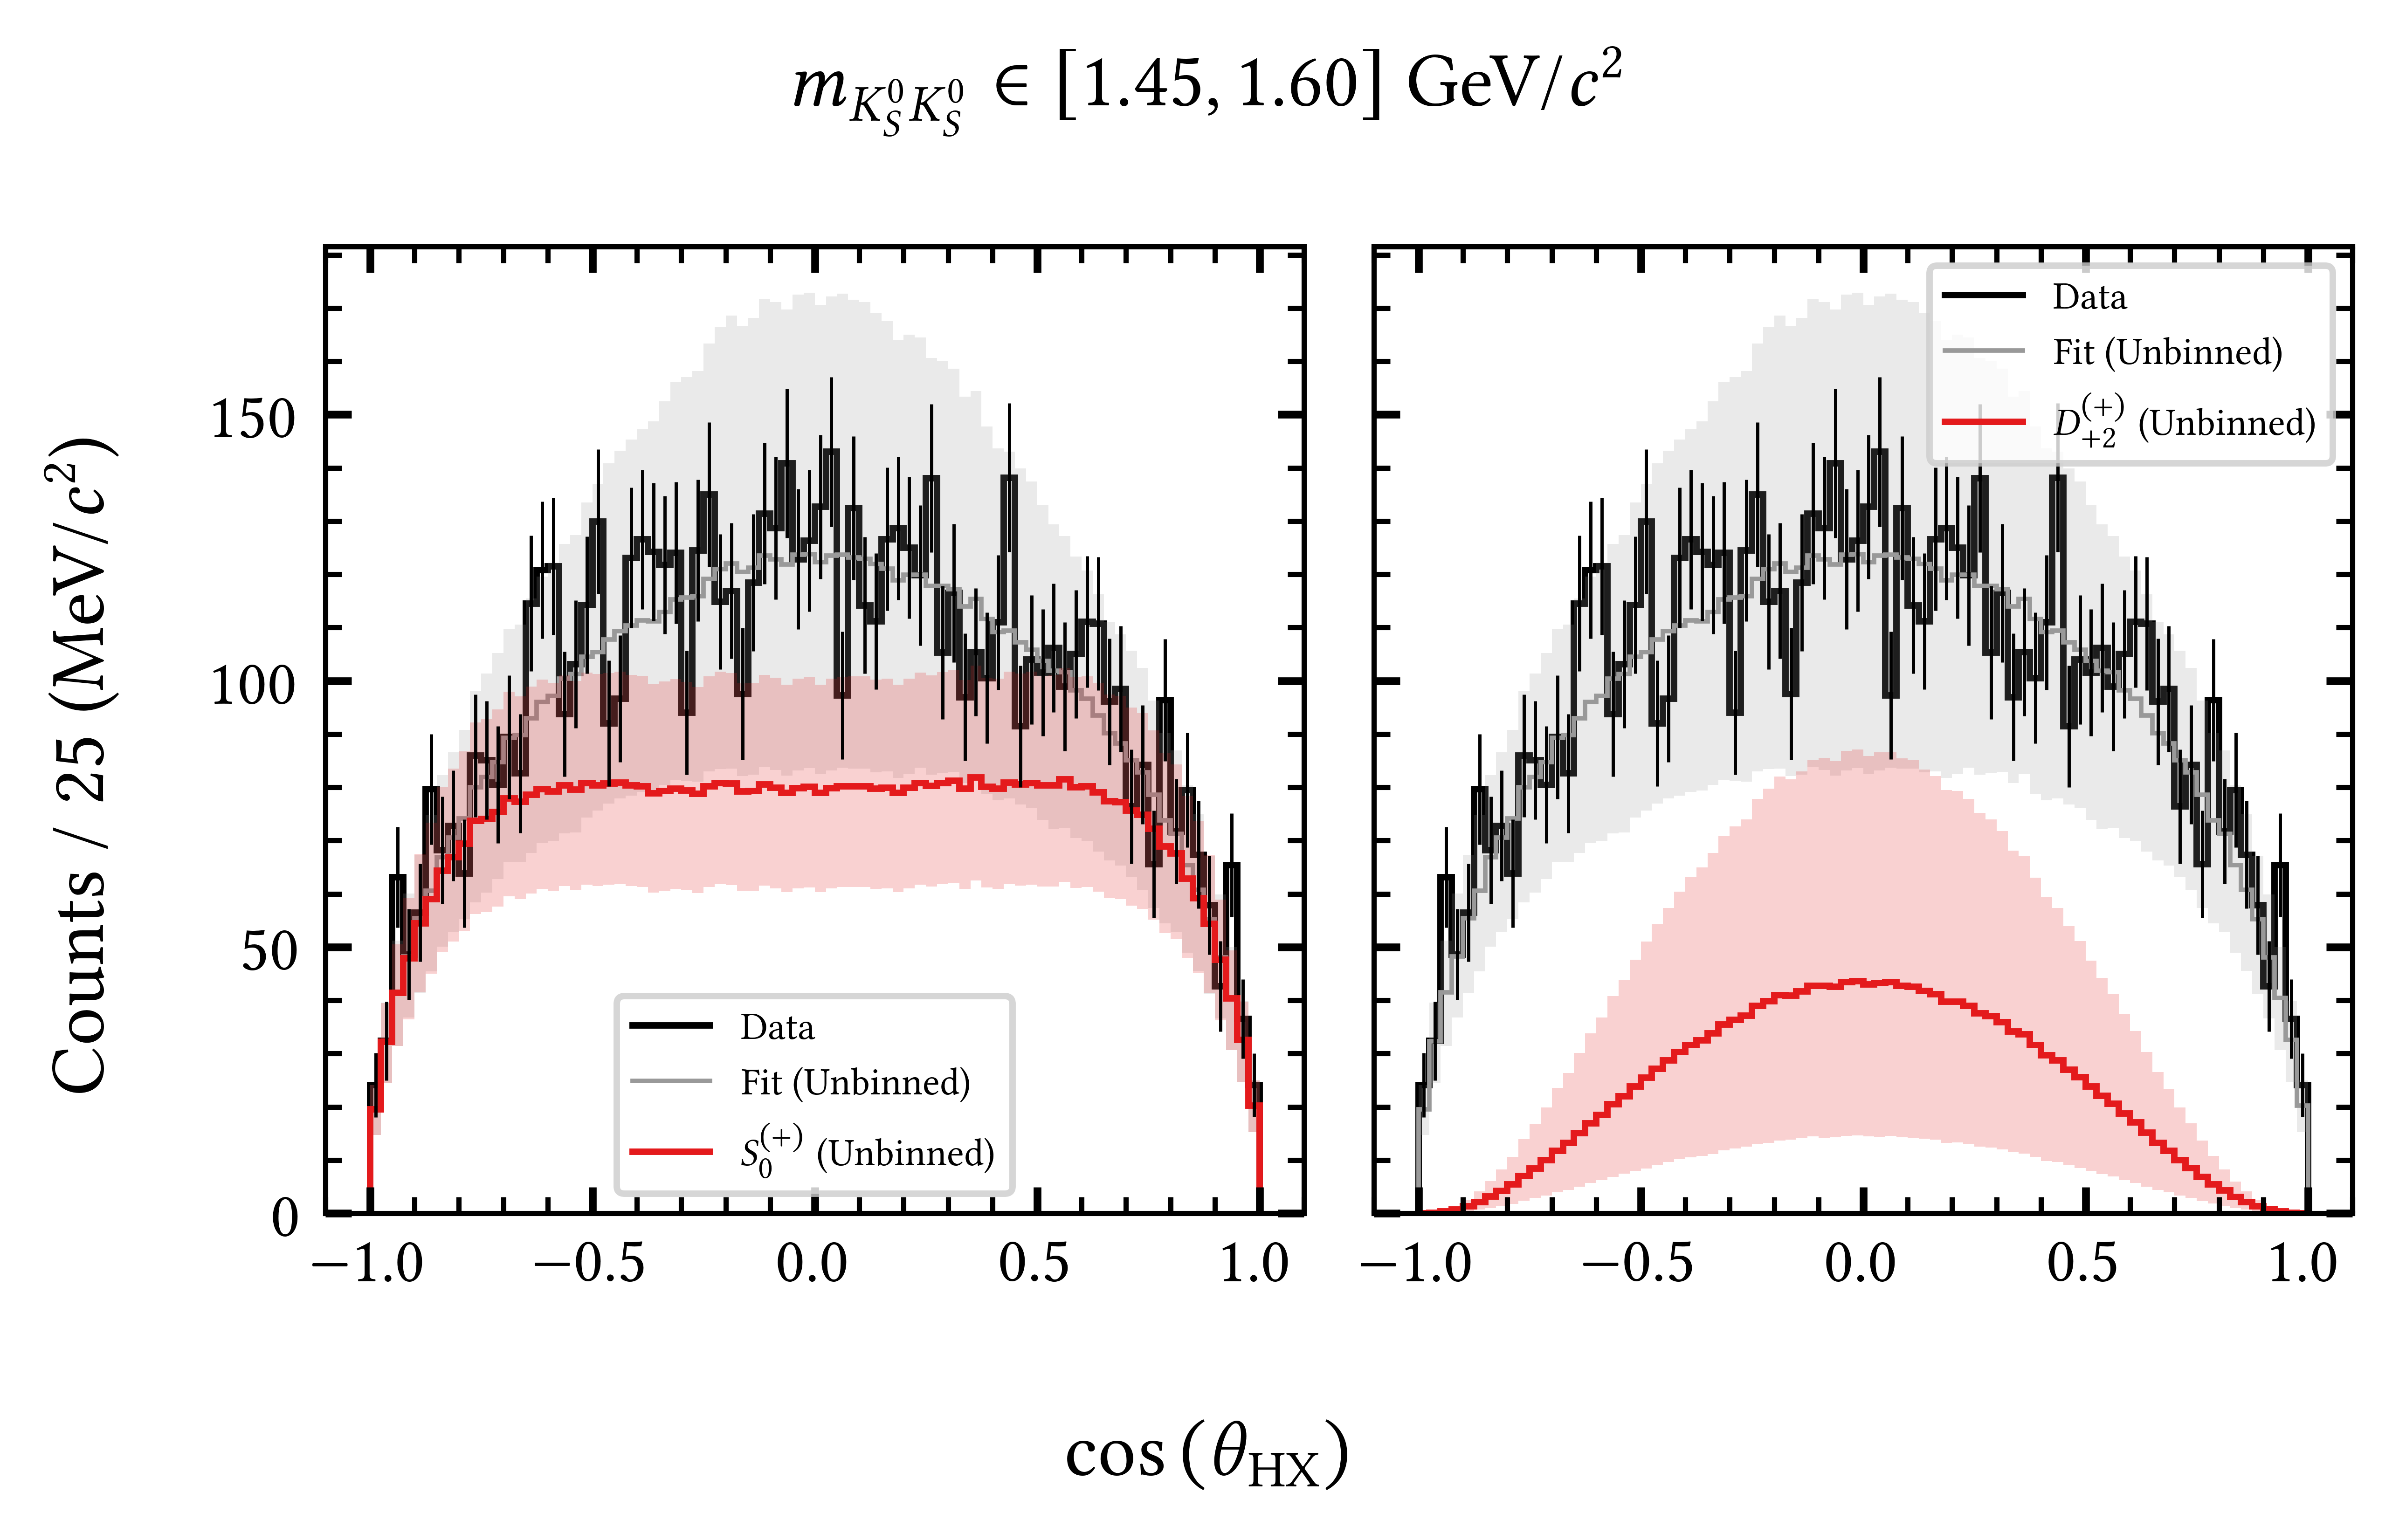 m_{K_S^0 K_S^0} ∈ [1.45, 1.60] GeV/c²
Counts / 25 (MeV/c²)
150
100
50
0
Data
Fit (Unbinned)
S_0^{(+)} (Unbinned)
−1.0 −0.5 0.0 0.5 1.0
Data
Fit (Unbinned)
D_{+2}^{(+)} (Unbinned)
−1.0 −0.5 0.0 0.5 1.0
cos (θ_{HX})